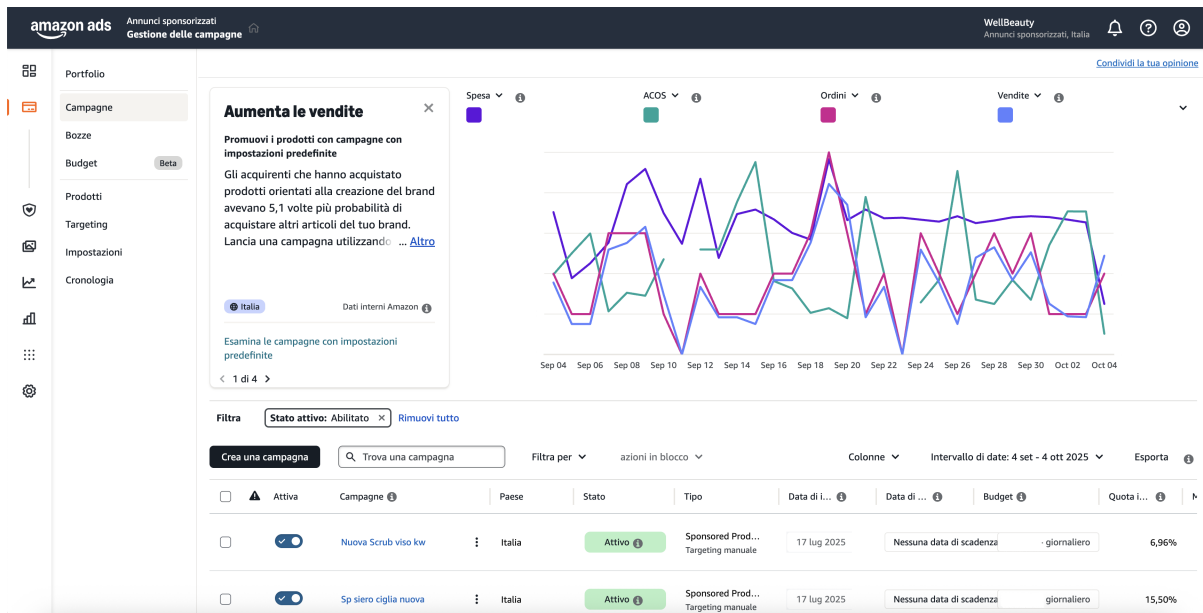 amazon ads
Annunci sponsorizzati
Gestione delle campagne
WellBeauty
Annunci sponsorizzati, Italia
Condividi la tua opinione
Portfolio
Campagne
Bozze
Budget Beta
Prodotti
Targeting
Impostazioni
Cronologia
Aumenta le vendite
Promuovi i prodotti con campagne con
impostazioni predefinite
Gli acquirenti che hanno acquistato
prodotti orientati alla creazione del brand
avevano 5,1 volte più probabilità di
acquistare altri articoli del tuo brand.
Lancia una campagna utilizzando ... Altro
Italia Dati interni Amazon
Esamina le campagne con impostazioni
predefinite
1 di 4
Spesa ACOS Ordini Vendite
Sep 04 Sep 06 Sep 08 Sep 10 Sep 12 Sep 14 Sep 16 Sep 18 Sep 20 Sep 22 Sep 24 Sep 26 Sep 28 Sep 30 Oct 02 Oct 04
Filtra Stato attivo: Abilitato Rimuovi tutto
Crea una campagna Trova una campagna Filtra per azioni in blocco Colonne Intervallo di date: 4 set - 4 ott 2025 Esporta
Attiva Campagne Paese Stato Tipo Data di i... Data di ... Budget Quota i...
Nuova Scrub viso kw Italia Attivo Sponsored Prod... 17 lug 2025 Nessuna data di scadenza - giornaliero 6,96%
Targeting manuale
Sp siero ciglia nuova Italia Attivo Sponsored Prod... 17 lug 2025 Nessuna data di scadenza giornaliero 15,50%
Targeting manuale